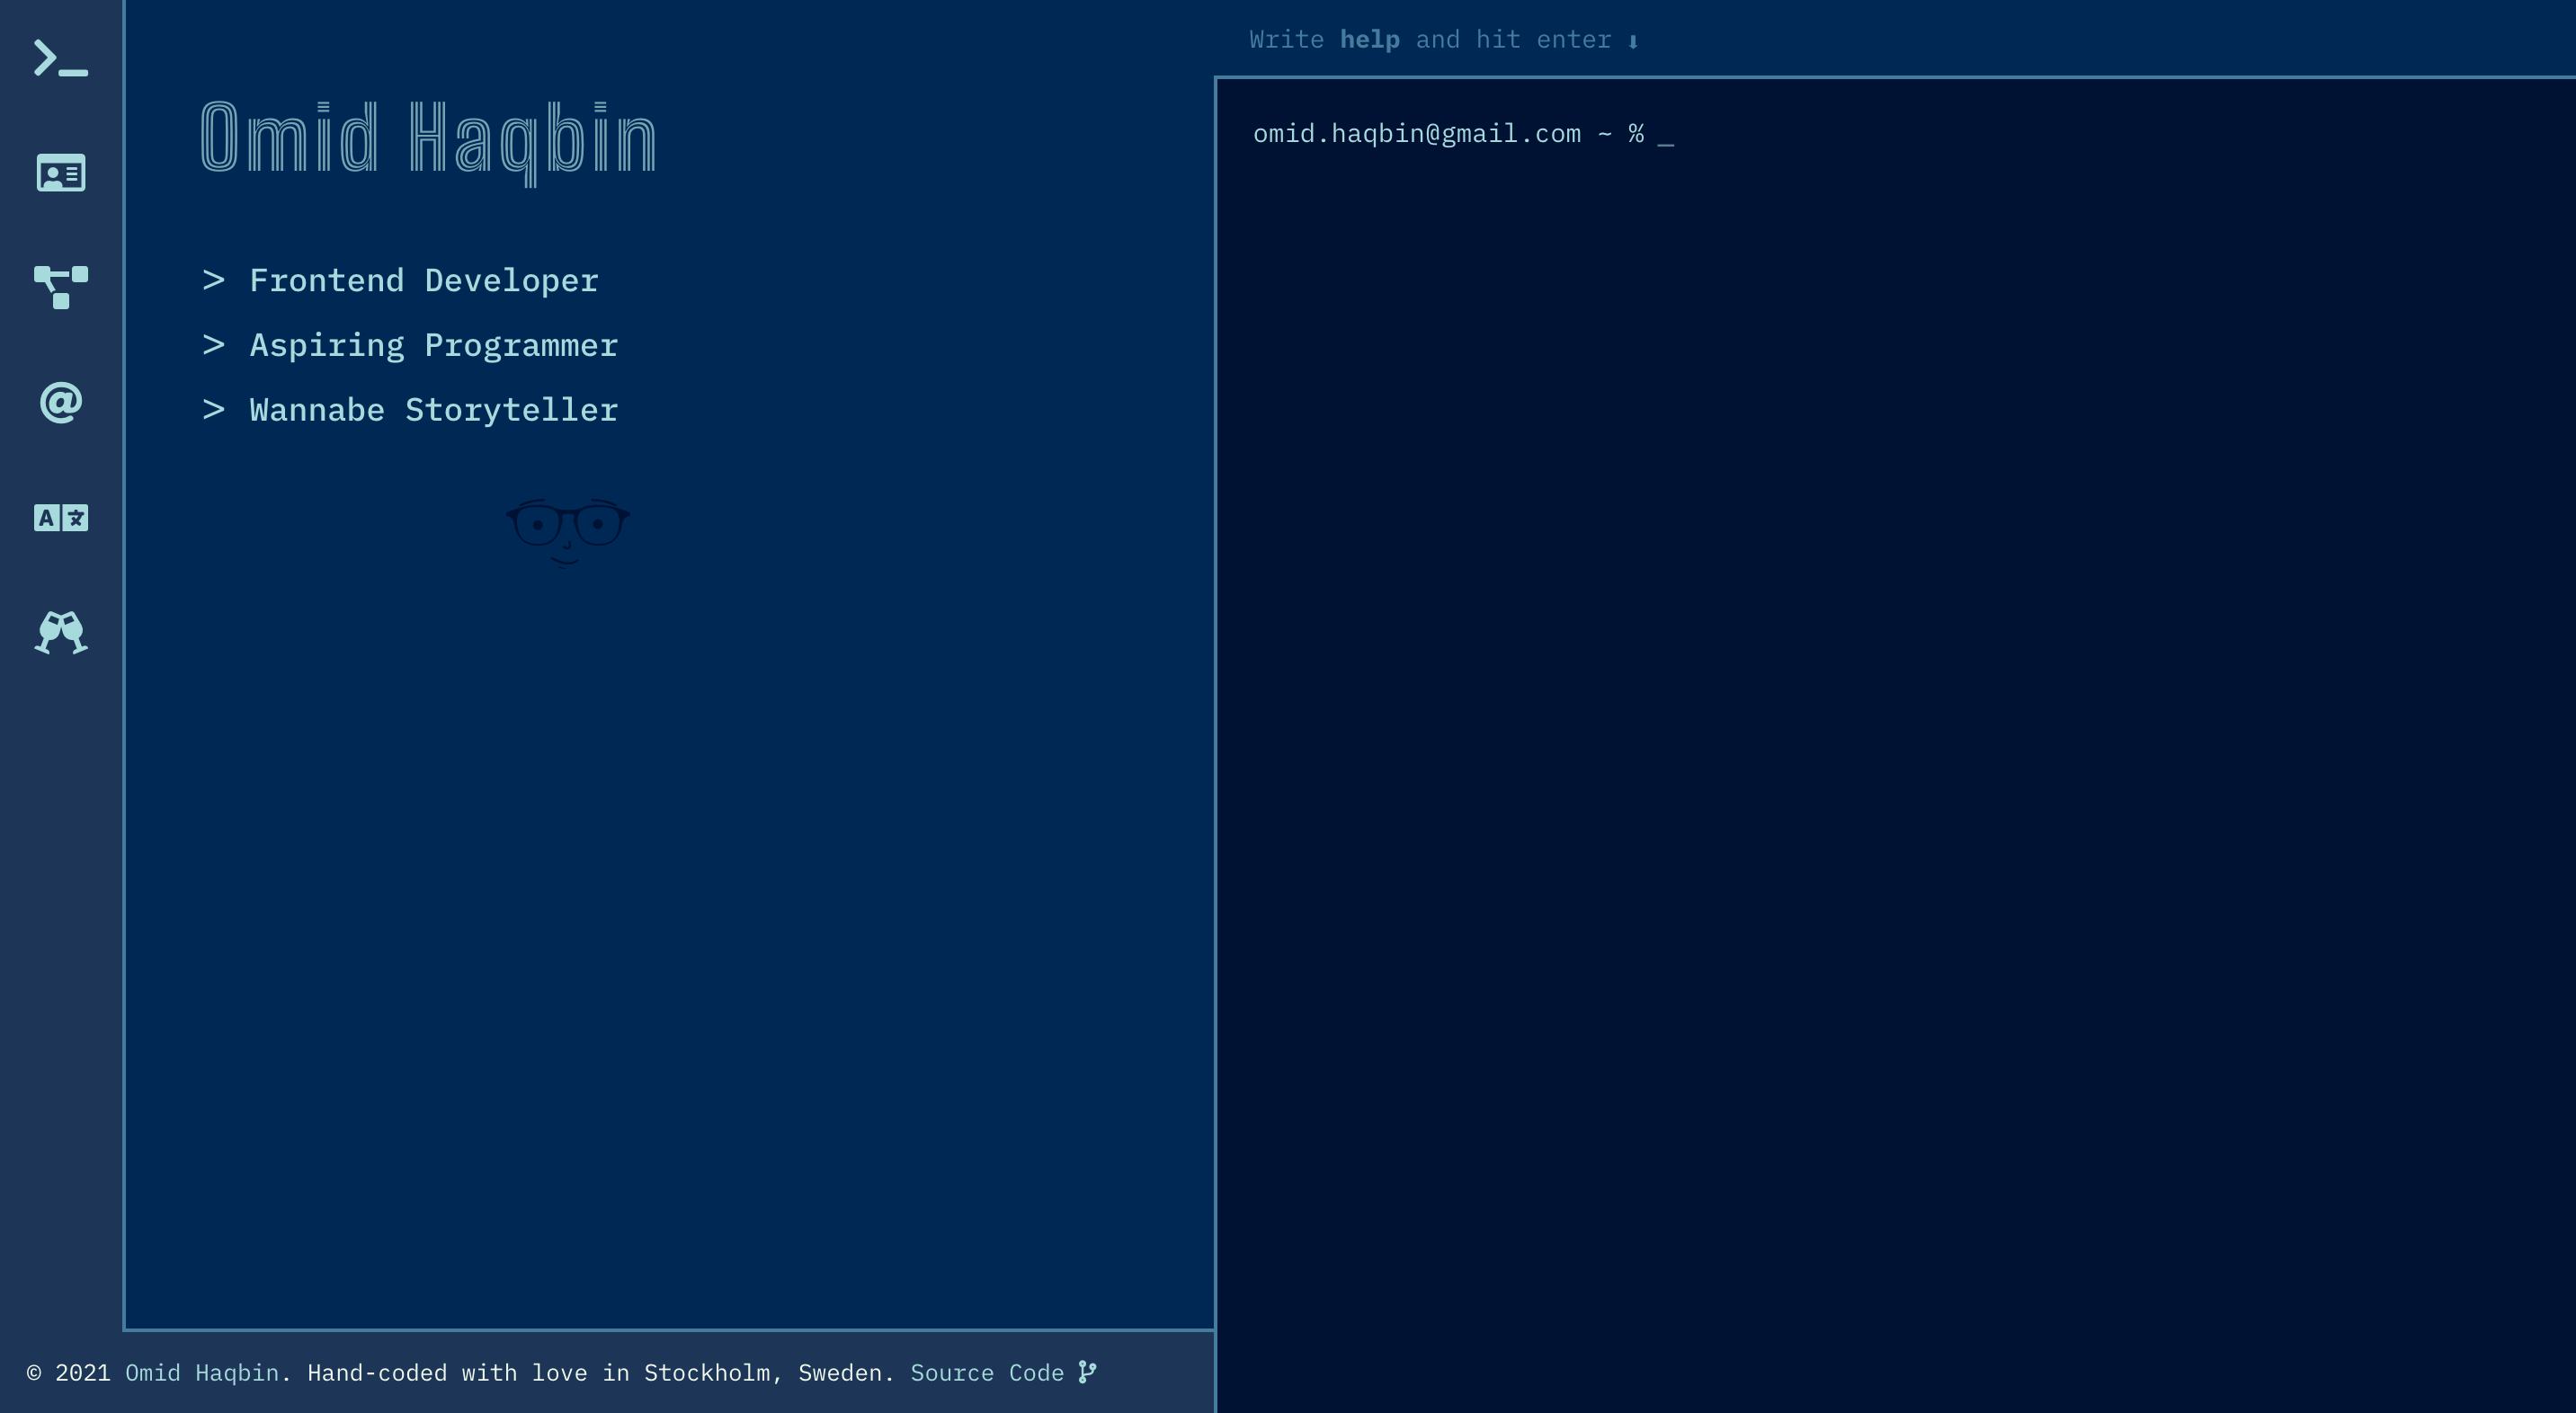 Omid Haqbin
> Frontend Developer
> Aspiring Programmer
> Wannabe Storyteller
Write help and hit enter ⬇
omid.haqbin@gmail.com ~ % _
>_
@
A 文
© 2021 Omid Haqbin. Hand-coded with love in Stockholm, Sweden. Source Code